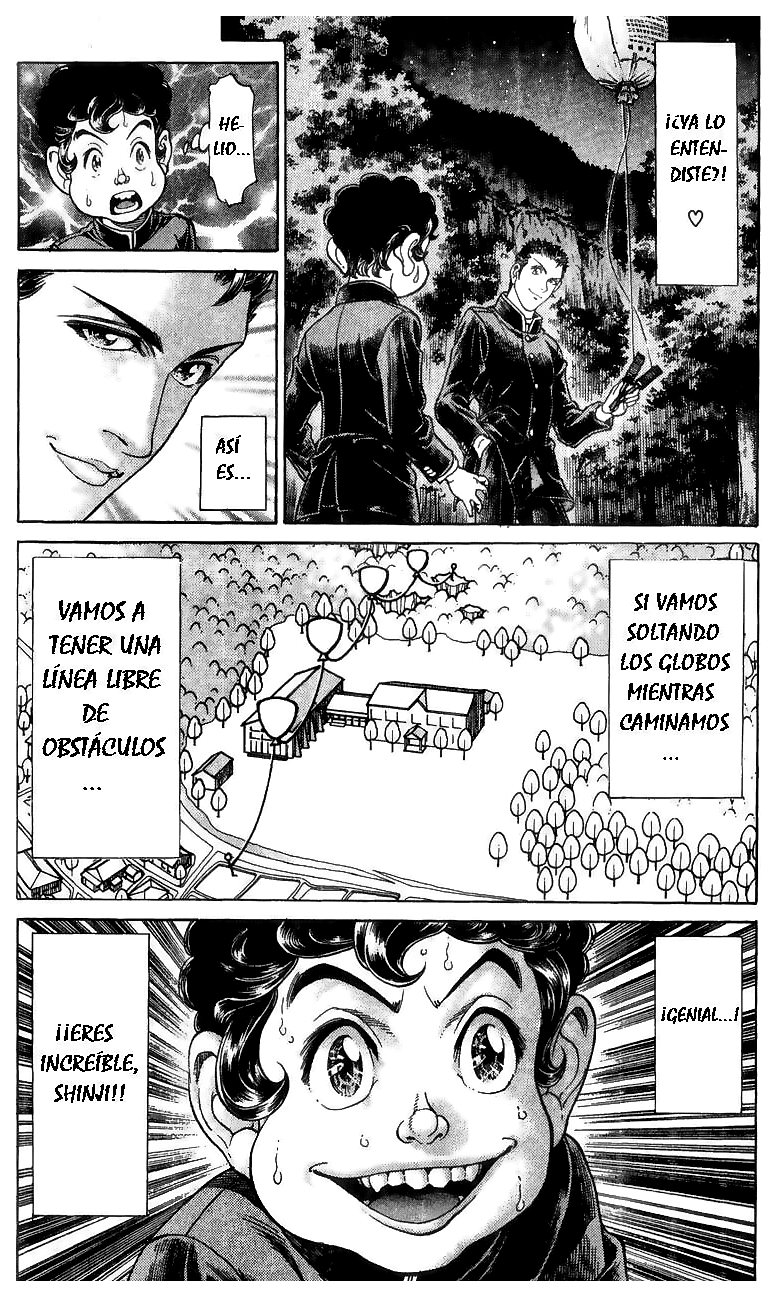 ¡¿YA LO
ENTEN-
DISTE?!
♡
HE-
LIO...
ASÍ
ES...
SI VAMOS
SOLTANDO
LOS GLOBOS
MIENTRAS
CAMINAMOS
...
VAMOS A
TENER UNA
LÍNEA LIBRE
DE
OBSTÁCULOS
...
¡GENIAL...!
¡¡ERES
INCREÍBLE,
SHINJI!!